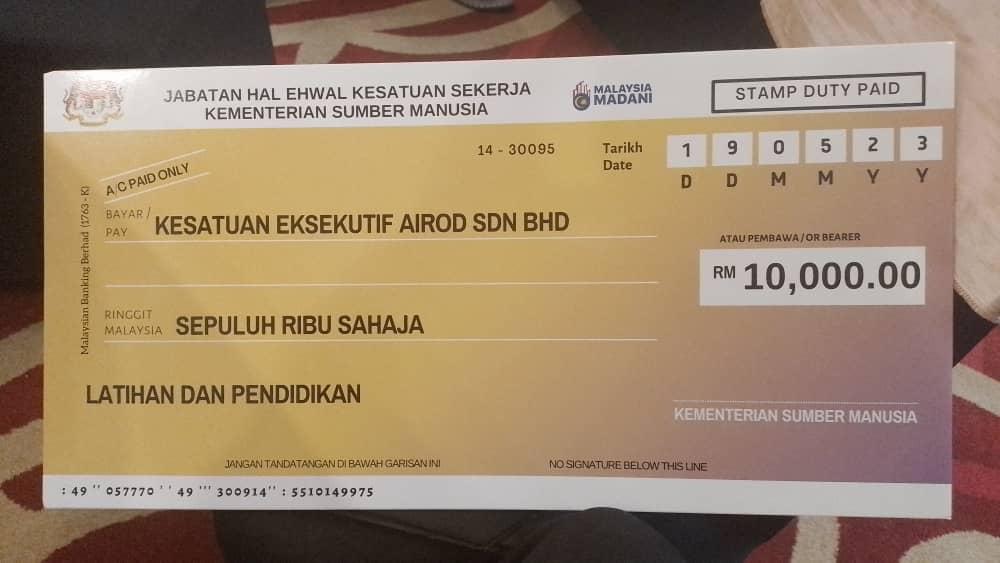 JABATAN HAL EHWAL KESATUAN SEKERJA
KEMENTERIAN SUMBER MANUSIA
MALAYSIA
MADANI
STAMP DUTY PAID
14 - 30095
Tarikh
Date
1 9 0 5 2 3
D D M M Y Y
A/C PAID ONLY
BAYAR /
PAY
KESATUAN EKSEKUTIF AIROD SDN BHD
ATAU PEMBAWA / OR BEARER
RM 10,000.00
RINGGIT
MALAYSIA
SEPULUH RIBU SAHAJA
Malaysian Banking Berhad (1763 - K)
LATIHAN DAN PENDIDIKAN
KEMENTERIAN SUMBER MANUSIA
JANGAN TANDATANGAN DI BAWAH GARISAN INI
NO SIGNATURE BELOW THIS LINE
: 49 '' 057770 ' ' 49 ''' 300914'' : 5510149975